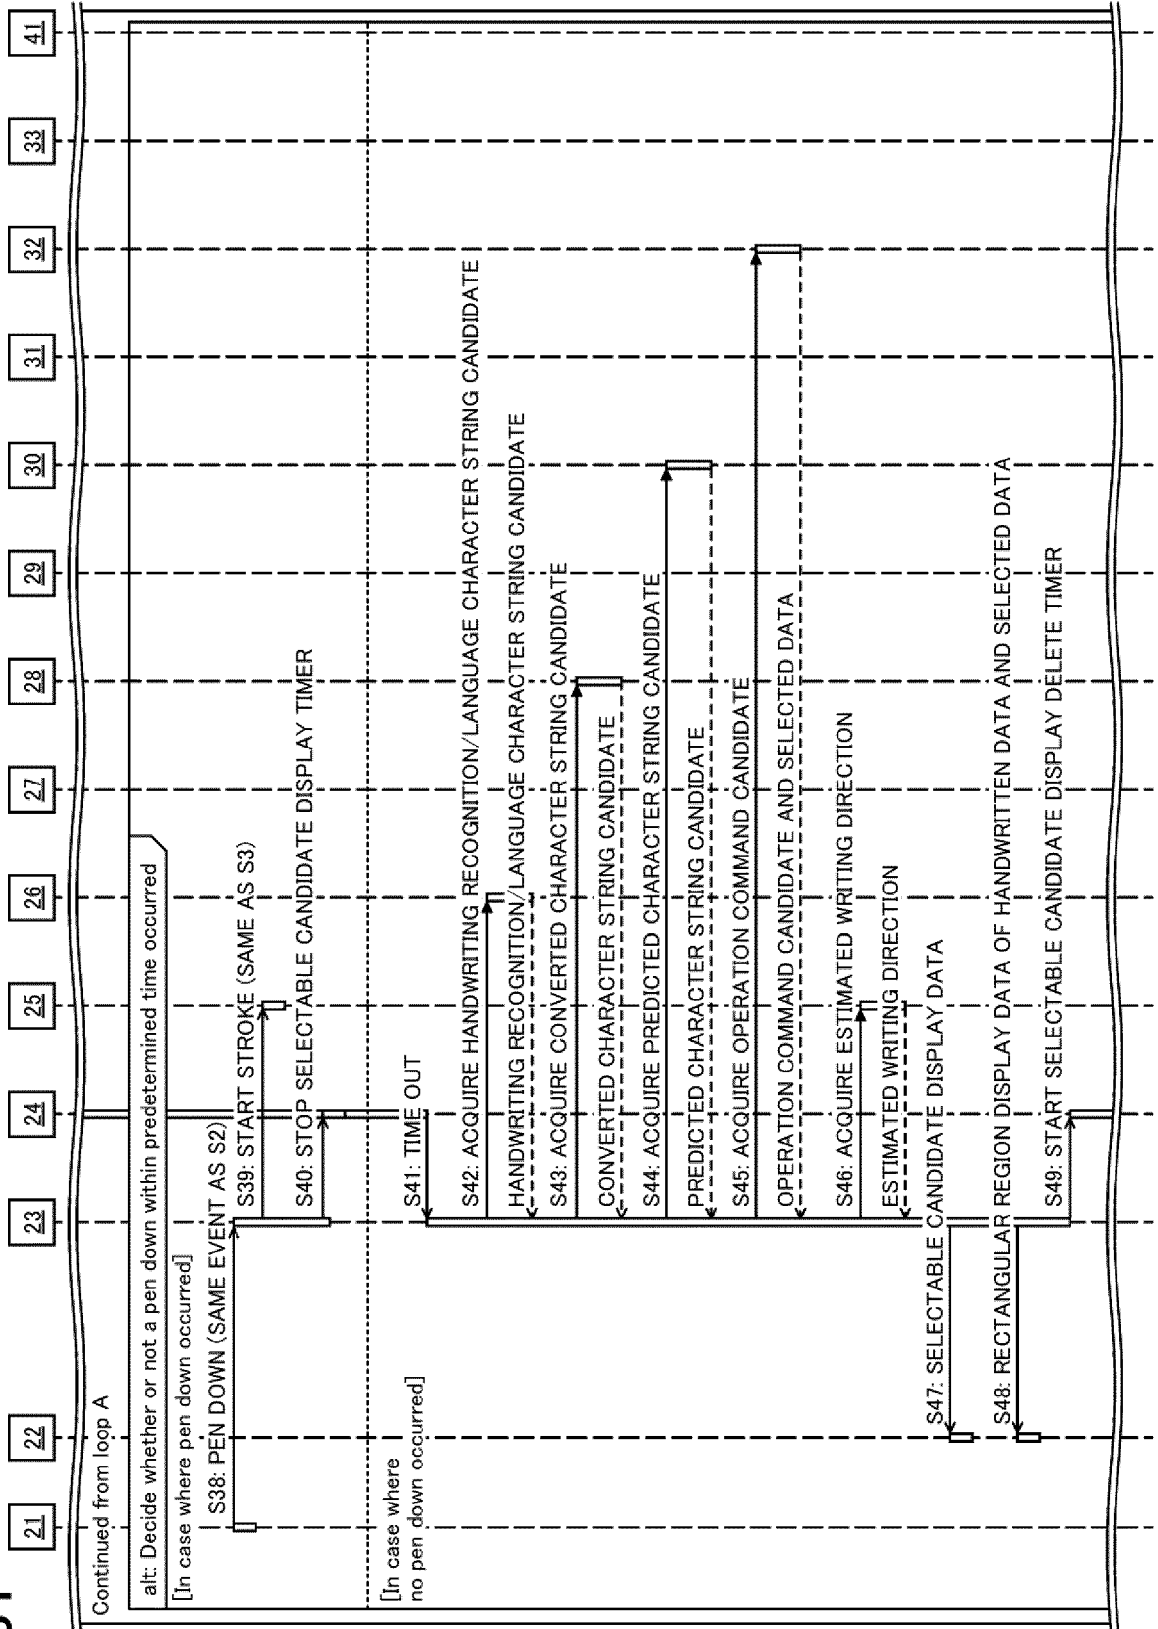 21 22 23 24 25 26 27 28 29 30 31 32 33 41
Continued from loop A
alt: Decide whether or not a pen down within predetermined time occurred
[In case where pen down occurred]
S38: PEN DOWN (SAME EVENT AS S2)
S39: START STROKE (SAME AS S3)
S40: STOP SELECTABLE CANDIDATE DISPLAY TIMER
[In case where
no pen down occurred]
S41: TIME OUT
S42: ACQUIRE HANDWRITING RECOGNITION/LANGUAGE CHARACTER STRING CANDIDATE
HANDWRITING RECOGNITION/LANGUAGE CHARACTER STRING CANDIDATE
S43: ACQUIRE CONVERTED CHARACTER STRING CANDIDATE
CONVERTED CHARACTER STRING CANDIDATE
S44: ACQUIRE PREDICTED CHARACTER STRING CANDIDATE
PREDICTED CHARACTER STRING CANDIDATE
S45: ACQUIRE OPERATION COMMAND CANDIDATE
OPERATION COMMAND CANDIDATE AND SELECTED DATA
S46: ACQUIRE ESTIMATED WRITING DIRECTION
ESTIMATED WRITING DIRECTION
S47: SELECTABLE CANDIDATE DISPLAY DATA
S48: RECTANGULAR REGION DISPLAY DATA OF HANDWRITTEN DATA AND SELECTED DATA
S49: START SELECTABLE CANDIDATE DISPLAY DELETE TIMER